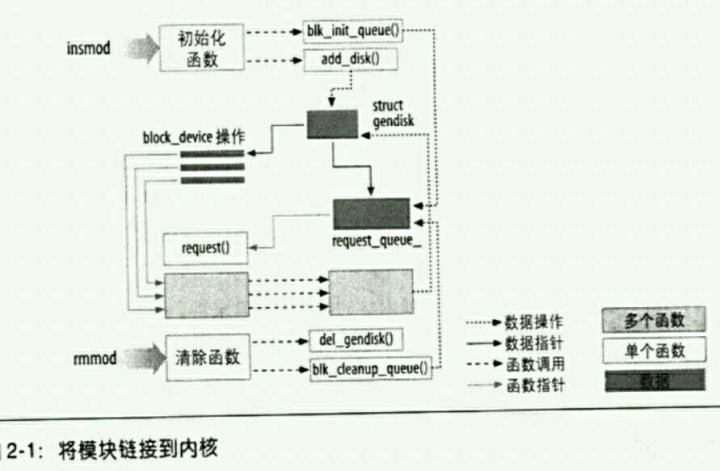 insmod
初始化
函数
blk_init_queue()
add_disk()
struct
gendisk
block_device 操作
request_queue_
request()
rmmod
清除函数
del_gendisk()
blk_cleanup_queue()
数据操作
数据指针
函数调用
函数指针
多个函数
单个函数
数据
2-1: 将模块链接到内核